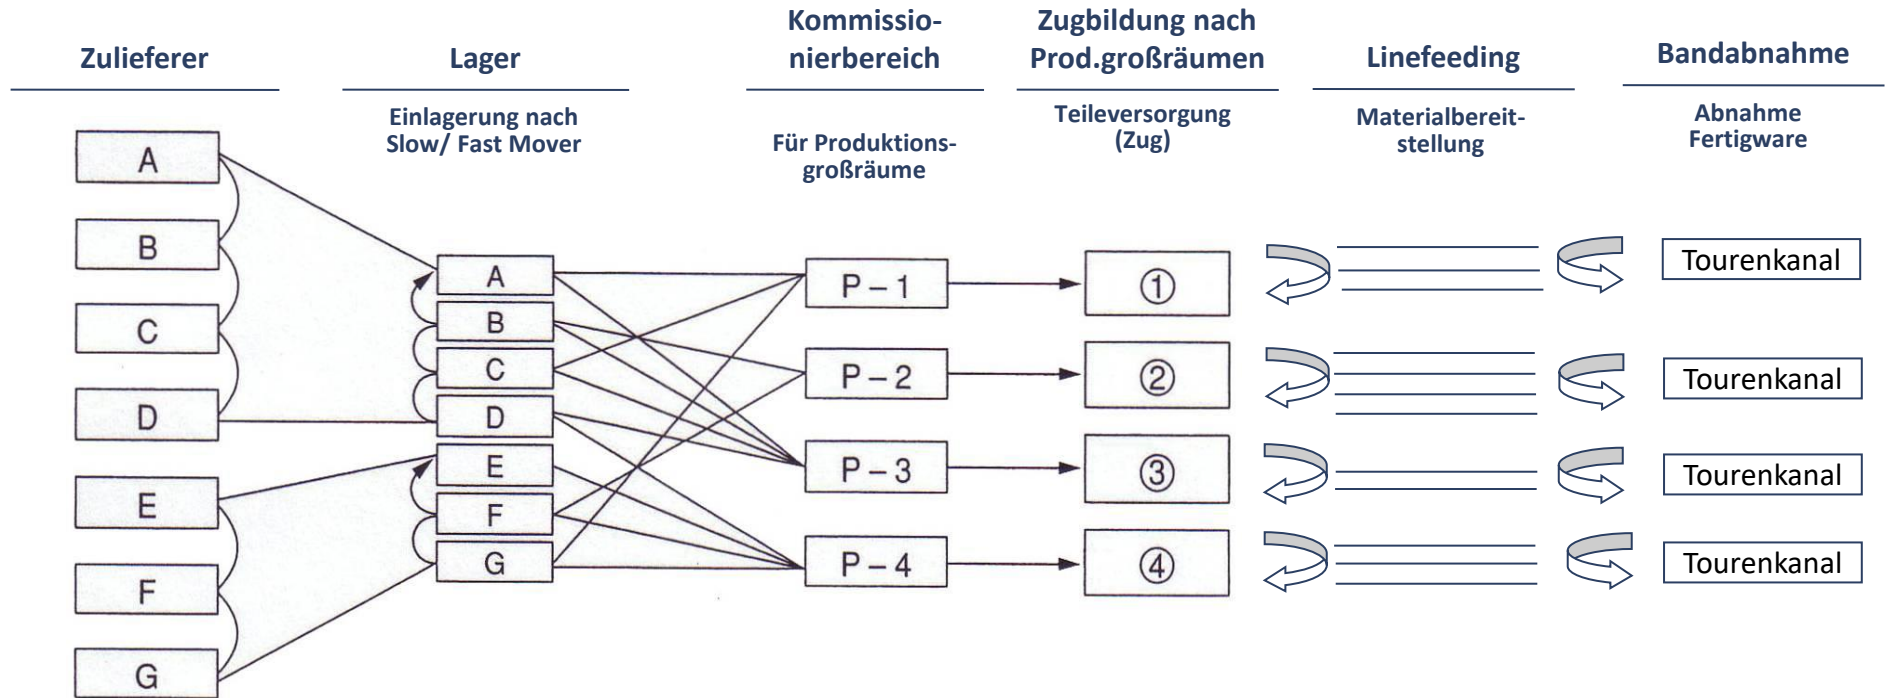 Zulieferer
Lager
Einlagerung nach
Slow/ Fast Mover
Kommissio-
nierbereich
Für Produktions-
großräume
Zugbildung nach
Prod.großräumen
Teileversorgung
(Zug)
Linefeeding
Materialbereit-
stellung
Bandabnahme
Abnahme
Fertigware
A
B
C
D
E
F
G
A
B
C
D
E
F
G
P – 1
P – 2
P – 3
P – 4
①
②
③
④
Tourenkanal
Tourenkanal
Tourenkanal
Tourenkanal